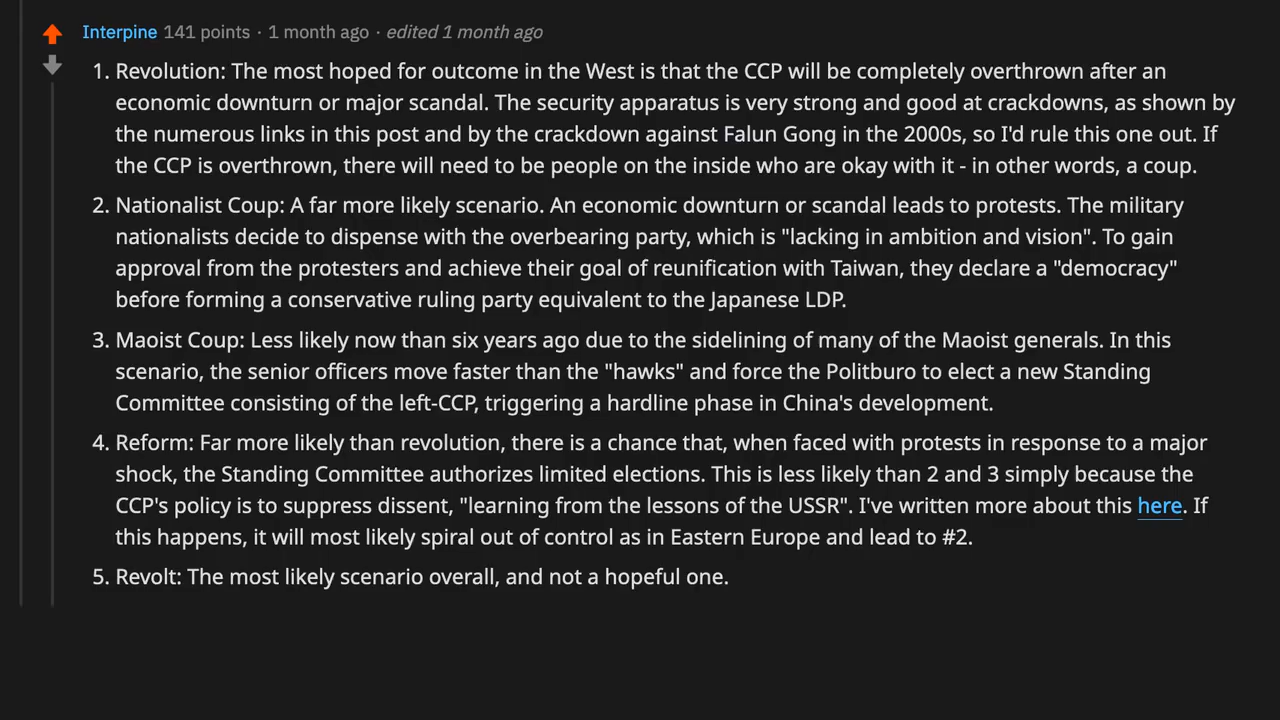 Interpine 141 points · 1 month ago · edited 1 month ago
1. Revolution: The most hoped for outcome in the West is that the CCP will be completely overthrown after an
economic downturn or major scandal. The security apparatus is very strong and good at crackdowns, as shown by
the numerous links in this post and by the crackdown against Falun Gong in the 2000s, so I'd rule this one out. If
the CCP is overthrown, there will need to be people on the inside who are okay with it - in other words, a coup.
2. Nationalist Coup: A far more likely scenario. An economic downturn or scandal leads to protests. The military
nationalists decide to dispense with the overbearing party, which is "lacking in ambition and vision". To gain
approval from the protesters and achieve their goal of reunification with Taiwan, they declare a "democracy"
before forming a conservative ruling party equivalent to the Japanese LDP.
3. Maoist Coup: Less likely now than six years ago due to the sidelining of many of the Maoist generals. In this
scenario, the senior officers move faster than the "hawks" and force the Politburo to elect a new Standing
Committee consisting of the left-CCP, triggering a hardline phase in China's development.
4. Reform: Far more likely than revolution, there is a chance that, when faced with protests in response to a major
shock, the Standing Committee authorizes limited elections. This is less likely than 2 and 3 simply because the
CCP's policy is to suppress dissent, "learning from the lessons of the USSR". I've written more about this here. If
this happens, it will most likely spiral out of control as in Eastern Europe and lead to #2.
5. Revolt: The most likely scenario overall, and not a hopeful one.